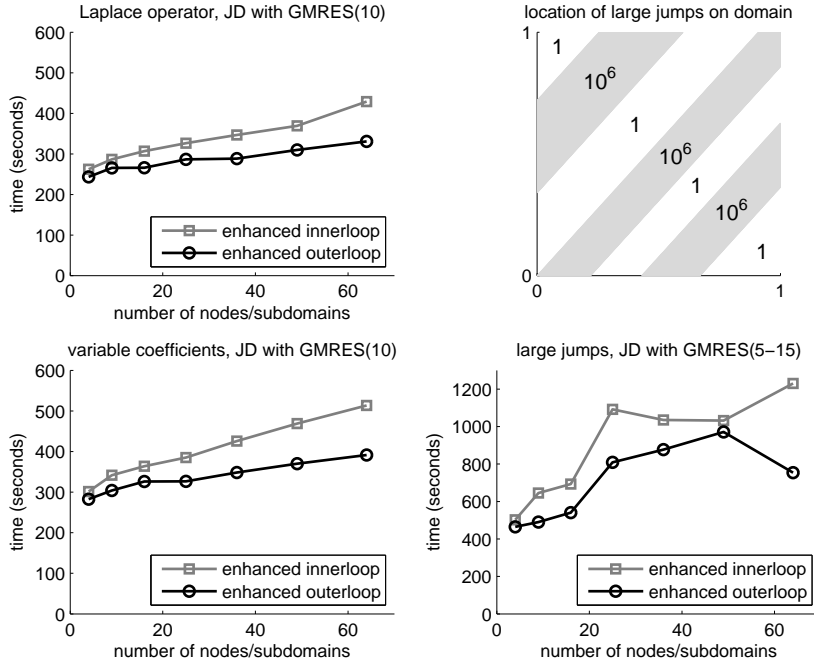 Laplace operator, JD with GMRES(10)
600
500
400
300
200
100
0
0
20
40
60
time (seconds)
number of nodes/subdomains
enhanced innerloop
enhanced outerloop
location of large jumps on domain
1
0
0
1
1
10^6
1
10^6
1
10^6
1
variable coefficients, JD with GMRES(10)
600
500
400
300
200
100
0
0
20
40
60
time (seconds)
number of nodes/subdomains
enhanced innerloop
enhanced outerloop
large jumps, JD with GMRES(5−15)
1200
1000
800
600
400
200
0
0
20
40
60
time (seconds)
number of nodes/subdomains
enhanced innerloop
enhanced outerloop